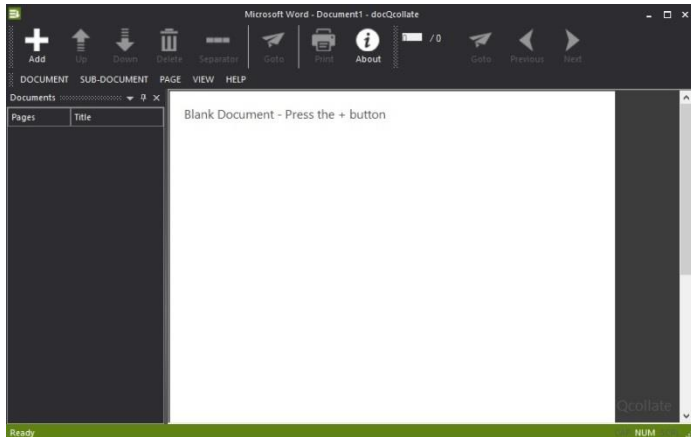 Microsoft Word - Document1 - docQcollate
Add Up Down Delete Separator Goto Print About / 0 Goto Previous Next
DOCUMENT SUB-DOCUMENT PAGE VIEW HELP
Documents
Pages Title
Blank Document - Press the + button
Qcollate
Ready NUM